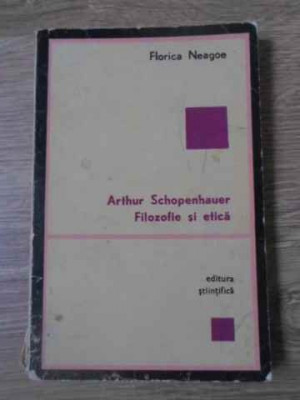 Florica Neagoe
Arthur Schopenhauer
Filozofie și etică
editura
științifică